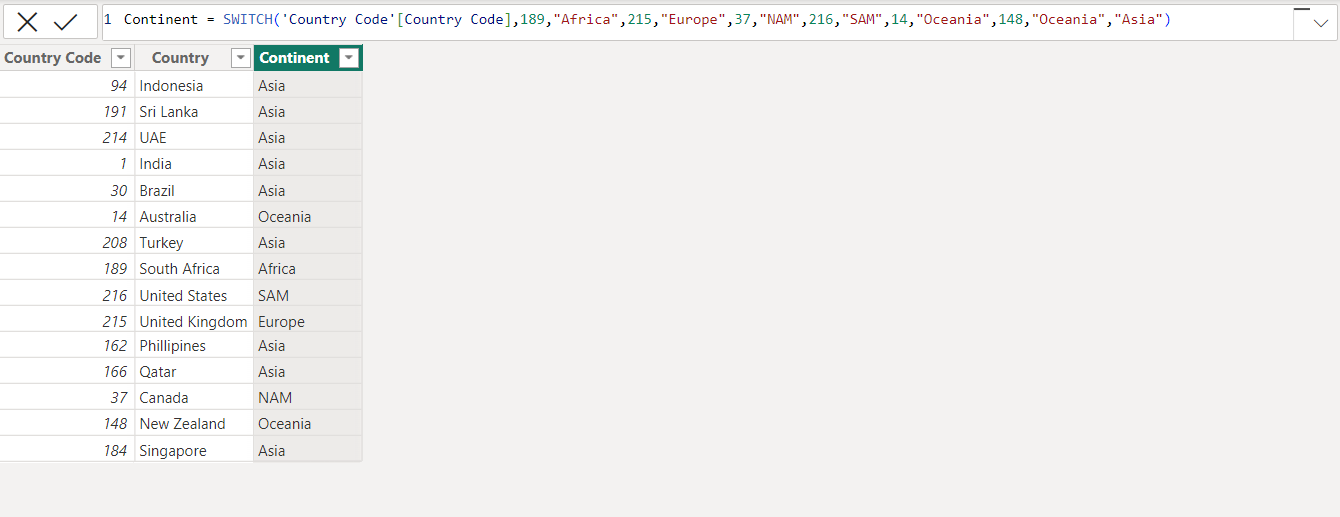 1 Continent = SWITCH('Country Code'[Country Code],189,"Africa",215,"Europe",37,"NAM",216,"SAM",14,"Oceania",148,"Oceania","Asia")
Country Code Country Continent
94 Indonesia Asia
191 Sri Lanka Asia
214 UAE Asia
1 India Asia
30 Brazil Asia
14 Australia Oceania
208 Turkey Asia
189 South Africa Africa
216 United States SAM
215 United Kingdom Europe
162 Phillipines Asia
166 Qatar Asia
37 Canada NAM
148 New Zealand Oceania
184 Singapore Asia